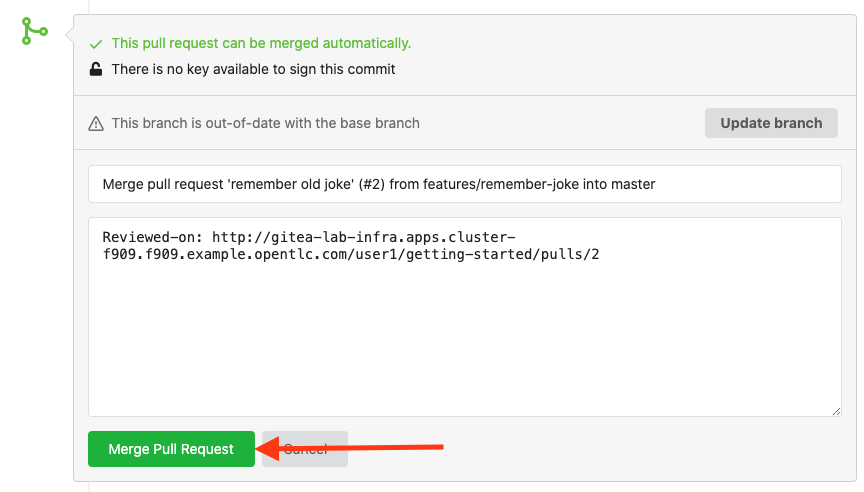 This pull request can be merged automatically.
There is no key available to sign this commit
This branch is out-of-date with the base branch
Update branch
Merge pull request 'remember old joke' (#2) from features/remember-joke into master
Reviewed-on: http://gitea-lab-infra.apps.cluster-
f909.f909.example.opentlc.com/user1/getting-started/pulls/2
Merge Pull Request
Cancel